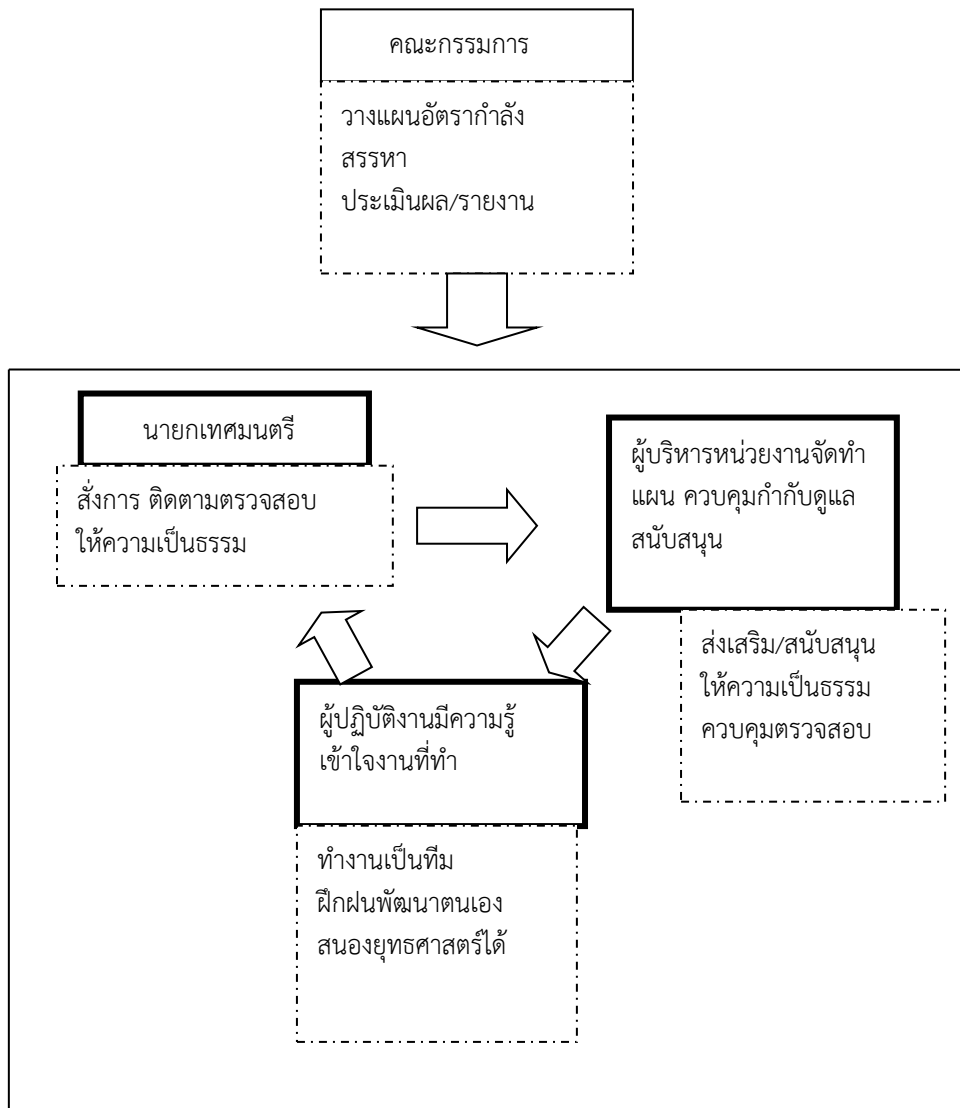 คณะกรรมการ
วางแผนอัตรากำลัง
สรรหา
ประเมินผล/รายงาน
นายกเทศมนตรี
สั่งการ ติดตามตรวจสอบ
ให้ความเป็นธรรม
ผู้บริหารหน่วยงานจัดทำ
แผน ควบคุมกำกับดูแล
สนับสนุน
ส่งเสริม/สนับสนุน
ให้ความเป็นธรรม
ควบคุมตรวจสอบ
ผู้ปฏิบัติงานมีความรู้
เข้าใจงานที่ทำ
ทำงานเป็นทีม
ฝึกฝนพัฒนาตนเอง
สนองยุทธศาสตร์ได้